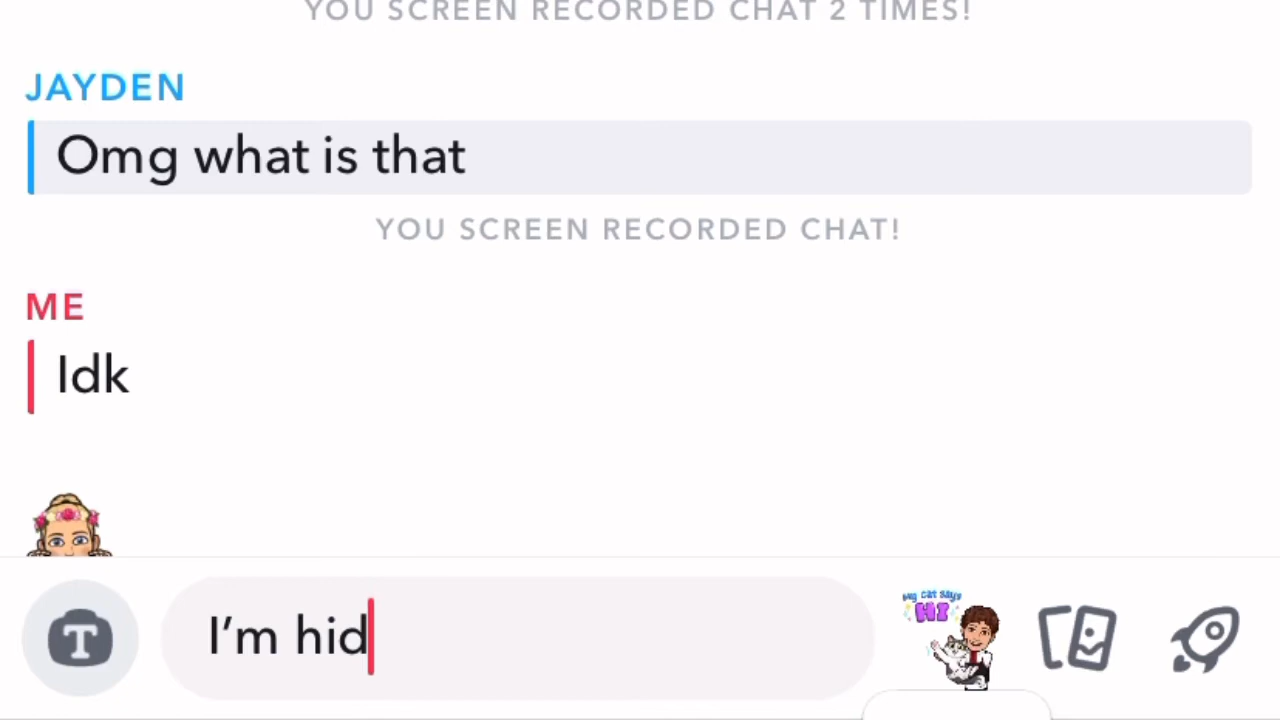 YOU SCREEN RECORDED CHAT 2 TIMES!
JAYDEN
Omg what is that
YOU SCREEN RECORDED CHAT!
ME
Idk
My cat says
HI
T
I'm hid